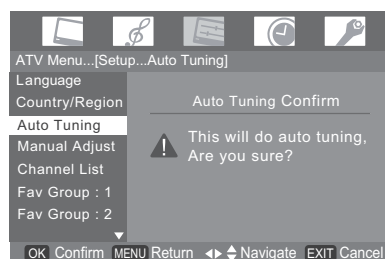 ATV Menu...[Setup...Auto Tuning]
Language
Country/Region
Auto Tuning
Manual Adjust
Channel List
Fav Group : 1
Fav Group : 2
Auto Tuning Confirm
This will do auto tuning,
Are you sure?
OK Confirm MENU Return Navigate EXIT Cancel